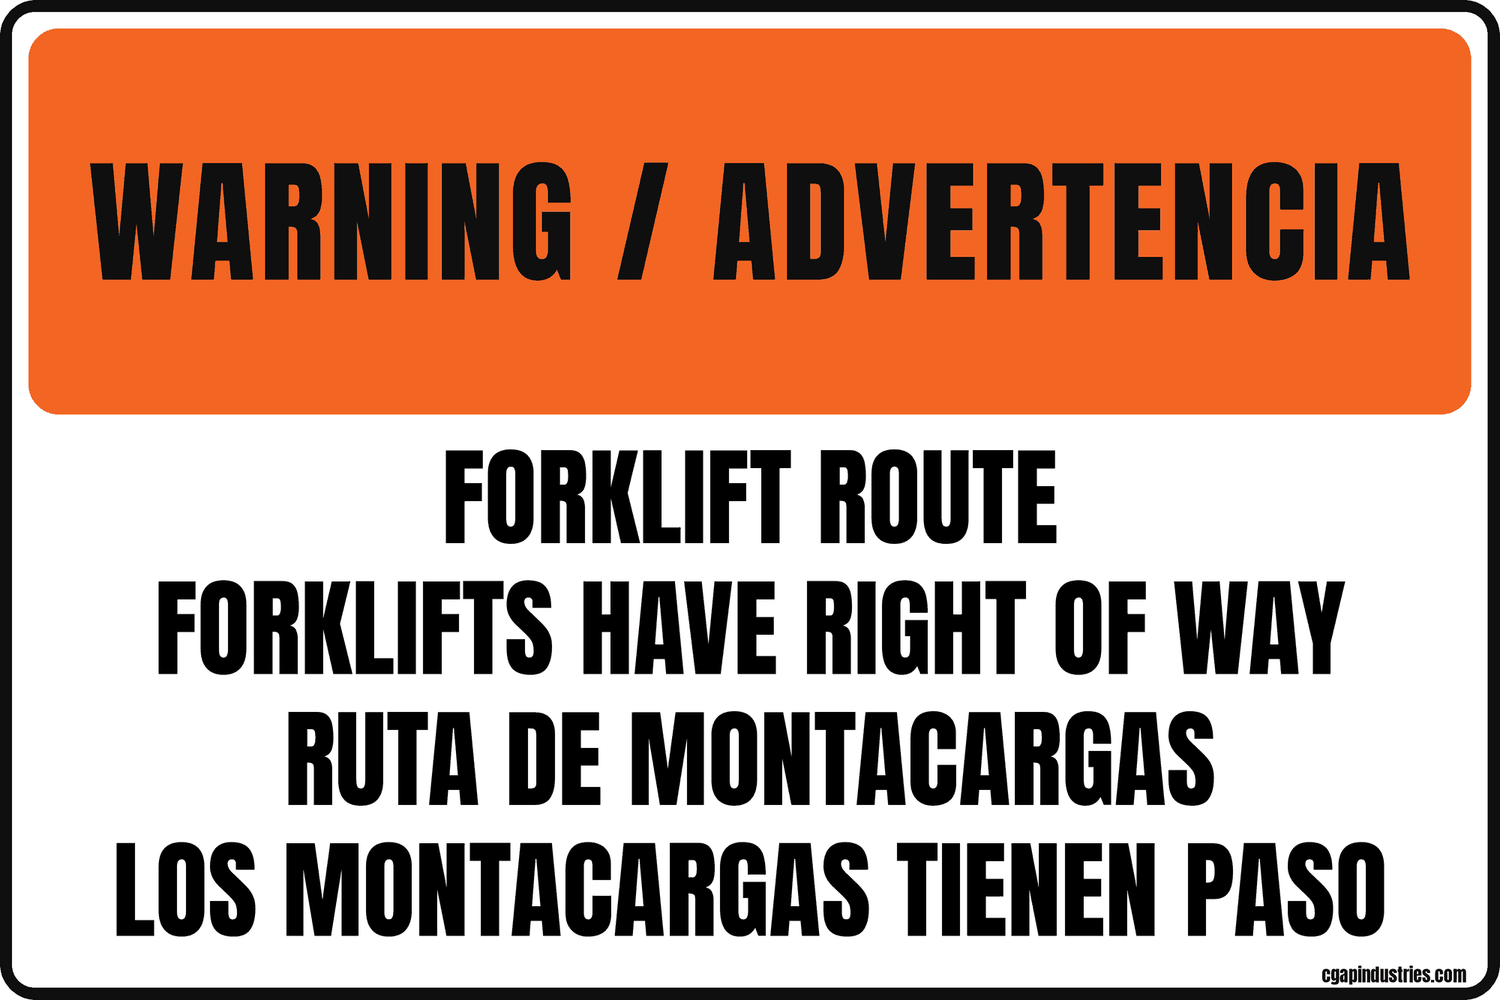 WARNING / ADVERTENCIA
FORKLIFT ROUTE
FORKLIFTS HAVE RIGHT OF WAY
RUTA DE MONTACARGAS
LOS MONTACARGAS TIENEN PASO
cgapindustries.com